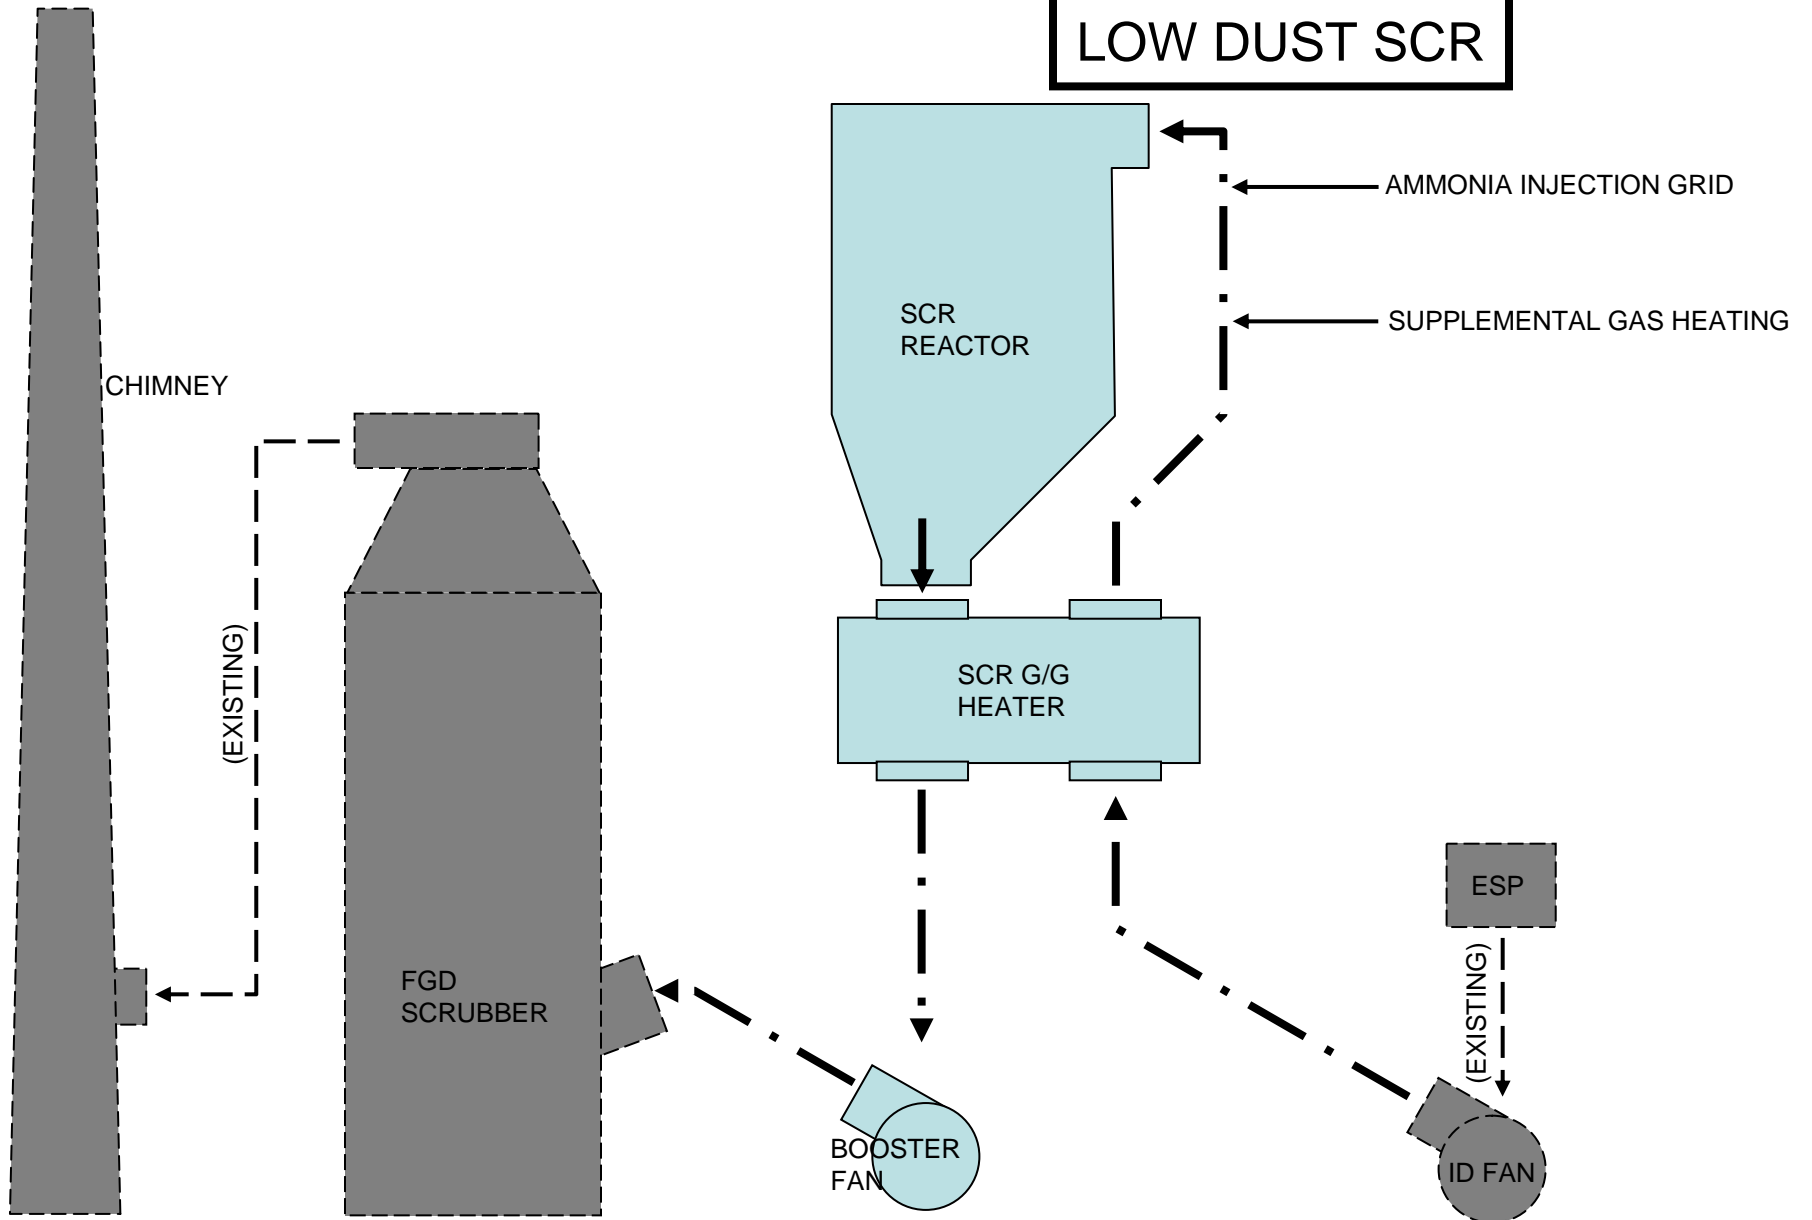 LOW DUST SCR
AMMONIA INJECTION GRID
SUPPLEMENTAL GAS HEATING
SCR
REACTOR
CHIMNEY
(EXISTING)
SCR G/G
HEATER
ESP
(EXISTING)
FGD
SCRUBBER
BOOSTER
FAN
ID FAN